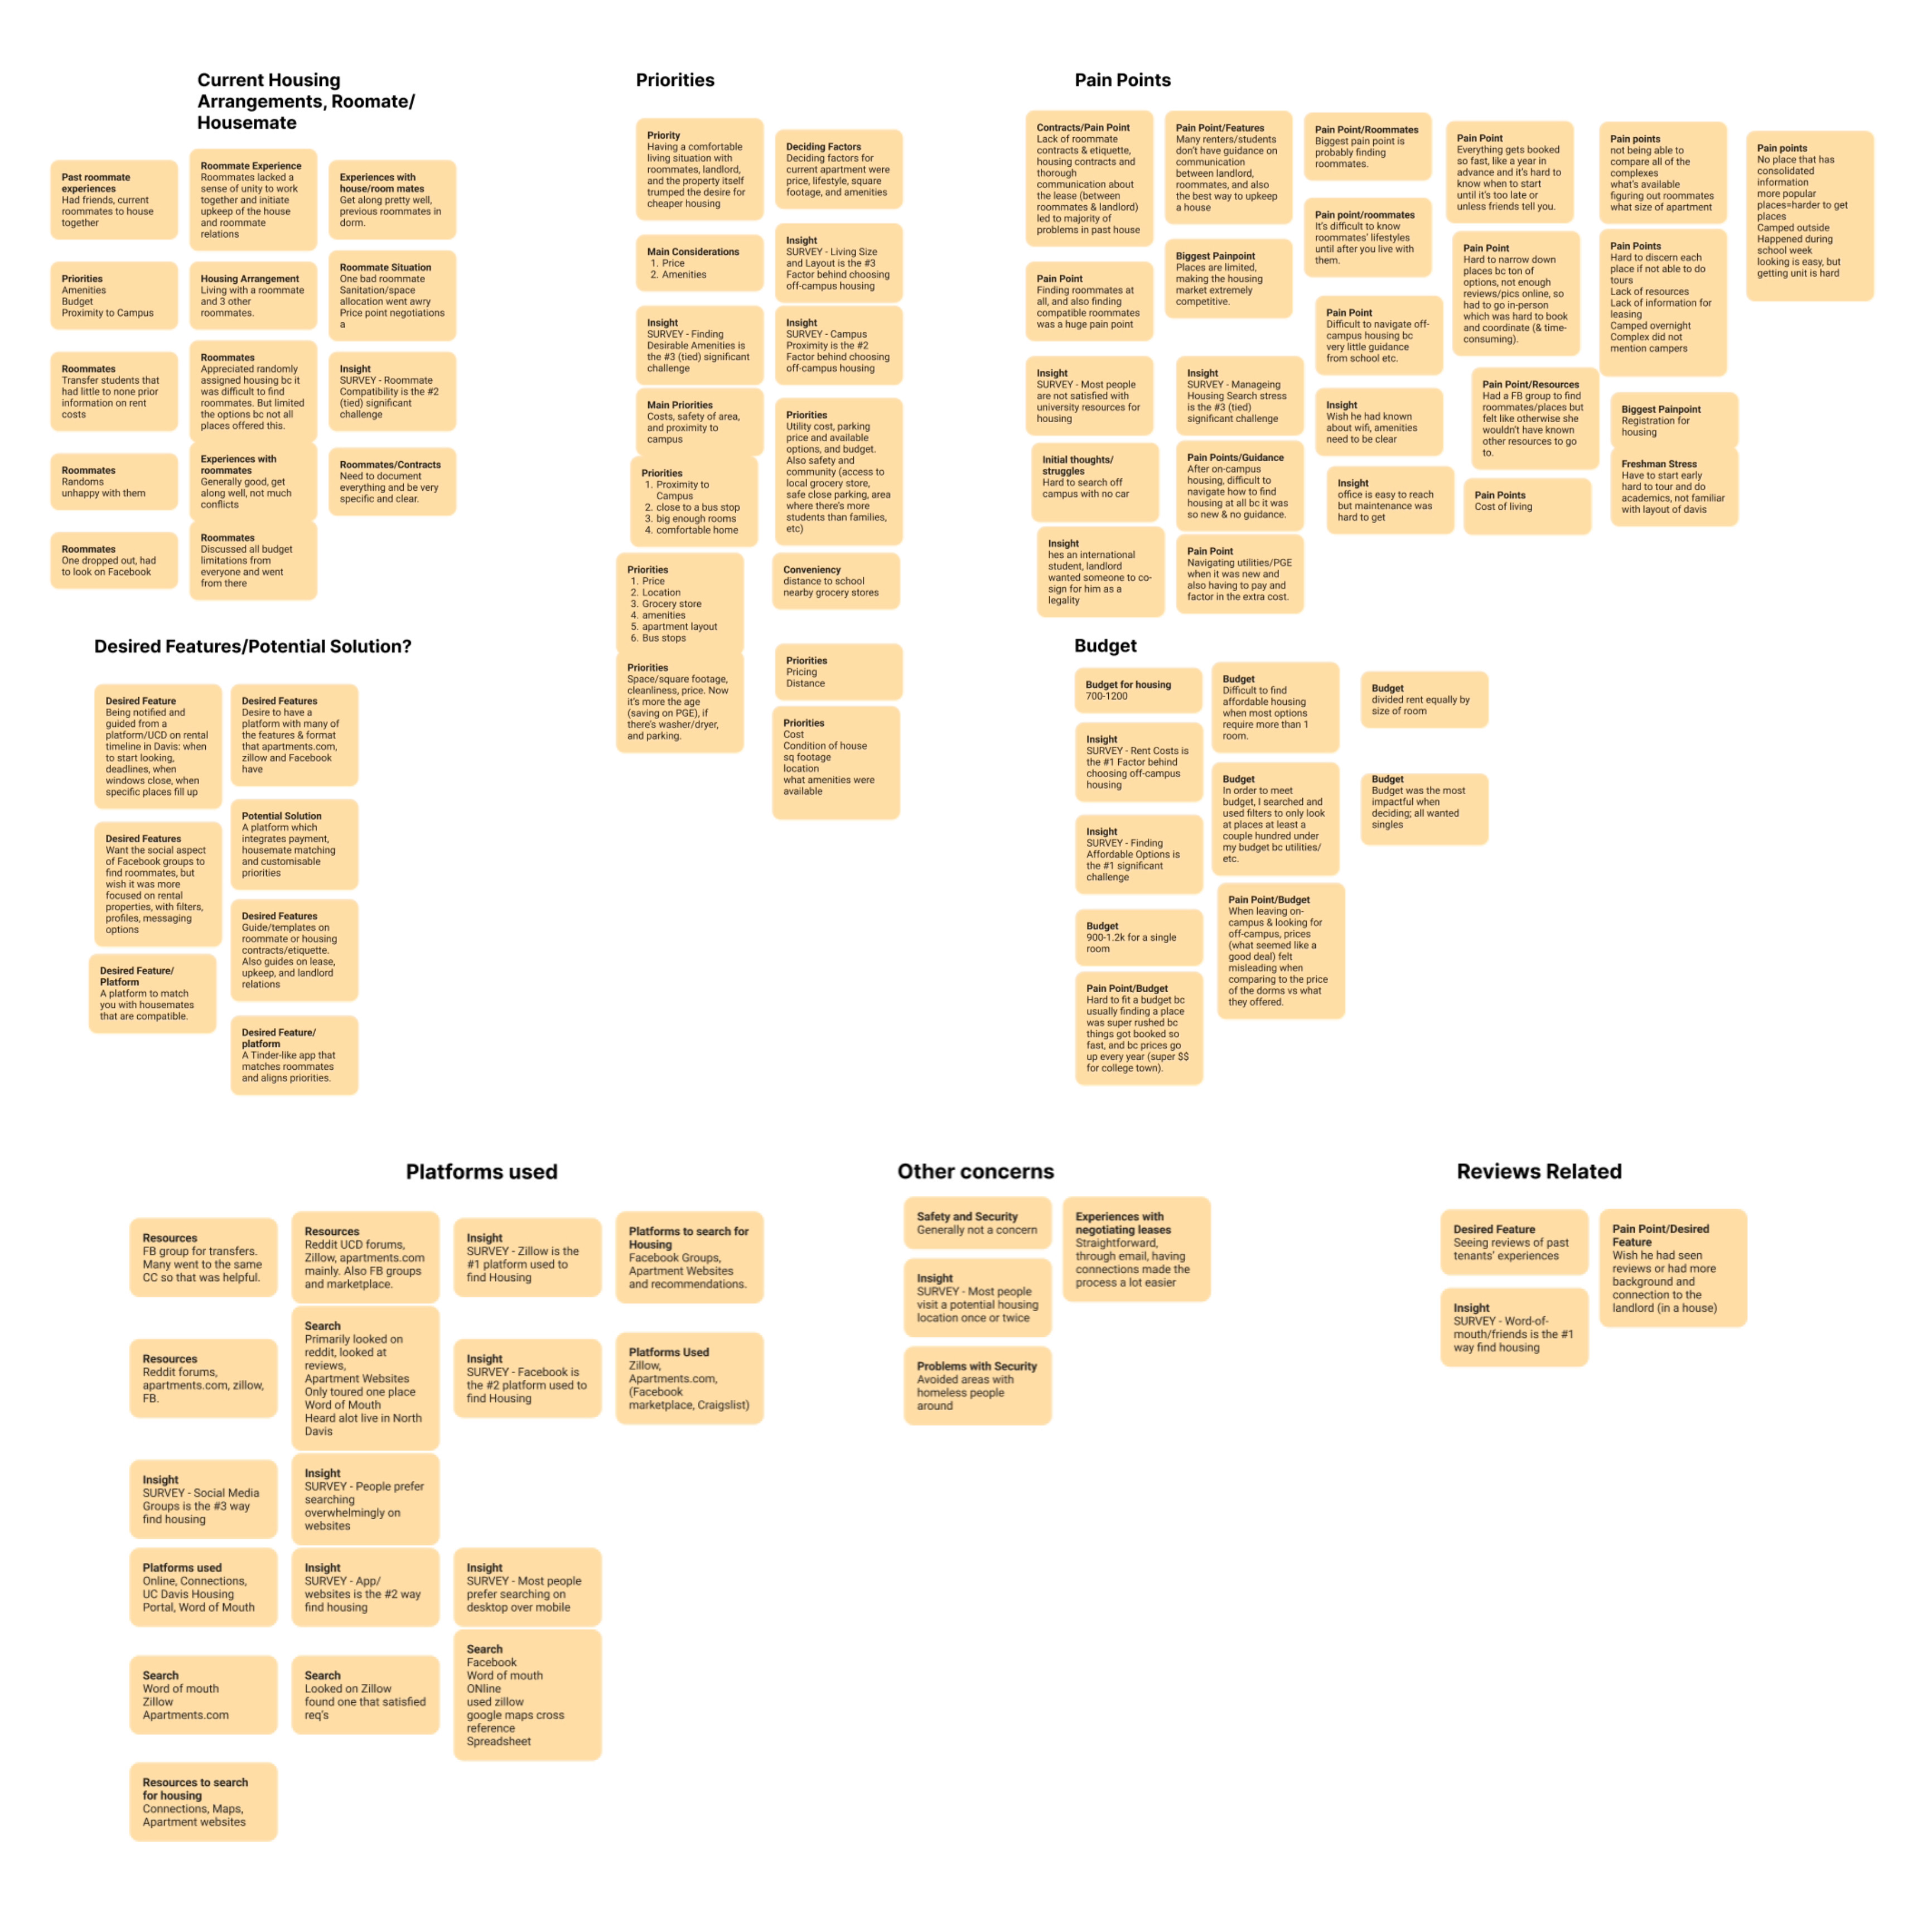 Current Housing
Arrangements, Roomate/
Housemate
Past roommate
experiences
Had friends, current
roommates to house
together
Roommate Experience
Roommates lacked a
sense of unity to work
together and initiate
upkeep of the house
and roommate
relations
Experiences with
house/room mates
Get along pretty well,
previous roommates in
dorm.
Priorities
Amenities
Budget
Proximity to Campus
Housing Arrangement
Living with a roommate
and 3 other
roommates.
Roommate Situation
One bad roommate
Sanitation/space
allocation went awry
Price point negotiations
a
Roommates
Transfer students that
had little to none prior
information on rent
costs
Roommates
Appreciated randomly
assigned housing bc it
was difficult to find
roommates. But limited
the options bc not all
places offered this.
Insight
SURVEY - Roommate
Compatibility is the #2
(tied) significant
challenge
Roommates
Randoms
unhappy with them
Experiences with
roommates
Generally good, get
along well, not much
conflicts
Roommates/Contracts
Need to document
everything and be very
specific and clear.
Roommates
One dropped out, had
to look on Facebook
Roommates
Discussed all budget
limitations from
everyone and went
from there
Priorities
Priority
Having a comfortable
living situation with
roommates, landlord,
and the property itself
trumped the desire for
cheaper housing
Deciding Factors
Deciding factors for
current apartment were
price, lifestyle, square
footage, and amenities
Main Considerations
1. Price
2. Amenities
Insight
SURVEY - Living Size
and Layout is the #3
Factor behind choosing
off-campus housing
Insight
SURVEY - Finding
Desirable Amenities is
the #3 (tied) significant
challenge
Insight
SURVEY - Campus
Proximity is the #2
Factor behind choosing
off-campus housing
Main Priorities
Costs, safety of area,
and proximity to
campus
Priorities
Utility cost, parking
price and available
options, and budget.
Also safety and
community (access to
local grocery store,
safe close parking, area
where there's more
students than families,
etc)
Priorities
1. Proximity to
Campus
2. close to a bus stop
3. big enough rooms
4. comfortable home
Priorities
1. Price
2. Location
3. Grocery store
4. amenities
5. apartment layout
6. Bus stops
Conveniency
distance to school
nearby grocery stores
Priorities
Space/square footage,
cleanliness, price. Now
it's more the age
(saving on PGE), if
there's washer/dryer,
and parking.
Priorities
Pricing
Distance
Priorities
Cost
Condition of house
sq footage
location
what amenities were
available
Pain Points
Contracts/Pain Point
Lack of roommate
contracts & etiquette,
housing contracts and
thorough
communication about
the lease (between
roommates & landlord)
led to majority of
problems in past house
Pain Point/Features
Many renters/students
don't have guidance on
communication
between landlord,
roommates, and also
the best way to upkeep
a house
Pain Point/Roommates
Biggest pain point is
probably finding
roommates.
Pain Point
Everything gets booked
so fast, like a year in
advance and it's hard to
know when to start
until it's too late or
unless friends tell you.
Pain points
not being able to
compare all of the
complexes
what's available
figuring out roommates
what size of apartment
Pain points
No place that has
consolidated
information
more popular
places=harder to get
places
Camped outside
Happened during
school week
looking is easy, but
getting unit is hard
Pain point/roommates
It's difficult to know
roommates' lifestyles
until after you live with
them.
Pain Point
Finding roommates at
all, and also finding
compatible roommates
was a huge pain point
Biggest Painpoint
Places are limited,
making the housing
market extremely
competitive.
Pain Point
Hard to narrow down
places bc ton of
options, not enough
reviews/pics online, so
had to go in-person
which was hard to book
and coordinate (& time-
consuming).
Pain Points
Hard to discern each
place if not able to do
tours
Lack of resources
Lack of information for
leasing
Camped overnight
Complex did not
mention campers
Pain Point
Difficult to navigate off-
campus housing bc
very little guidance
from school etc.
Insight
SURVEY - Most people
are not satisfied with
university resources for
housing
Insight
SURVEY - Manageing
Housing Search stress
is the #3 (tied)
significant challenge
Insight
Wish he had known
about wifi, amenities
need to be clear
Pain Point/Resources
Had a FB group to find
roommates/places but
felt like otherwise she
wouldn't have known
other resources to go
to.
Biggest Painpoint
Registration for
housing
Initial thoughts/
struggles
Hard to search off
campus with no car
Pain Points/Guidance
After on-campus
housing, difficult to
navigate how to find
housing at all bc it was
so new & no guidance.
Insight
office is easy to reach
but maintenance was
hard to get
Pain Points
Cost of living
Freshman Stress
Have to start early
hard to tour and do
academics, not familiar
with layout of davis
Insight
hes an international
student, landlord
wanted someone to co-
sign for him as a
legality
Pain Point
Navigating utilities/PGE
when it was new and
also having to pay and
factor in the extra cost.
Desired Features/Potential Solution?
Desired Feature
Being notified and
guided from a
platform/UCD on rental
timeline in Davis: when
to start looking,
deadlines, when
windows close, when
specific places fill up
Desired Features
Desire to have a
platform with many of
the features & format
that apartments.com,
zillow and Facebook
have
Desired Features
Want the social aspect
of Facebook groups to
find roommates, but
wish it was more
focused on rental
properties, with filters,
profiles, messaging
options
Potential Solution
A platform which
integrates payment,
housemate matching
and customisable
priorities
Desired Features
Guide/templates on
roommate or housing
contracts/etiquette.
Also guides on lease,
upkeep, and landlord
relations
Desired Feature/
Platform
A platform to match
you with housemates
that are compatible.
Desired Feature/
platform
A Tinder-like app that
matches roommates
and aligns priorities.
Budget
Budget for housing
700-1200
Budget
Difficult to find
affordable housing
when most options
require more than 1
room.
Budget
divided rent equally by
size of room
Insight
SURVEY - Rent Costs is
the #1 Factor behind
choosing off-campus
housing
Budget
In order to meet
budget, I searched and
used filters to only look
at places at least a
couple hundred under
my budget bc utilities/
etc.
Budget
Budget was the most
impactful when
deciding; all wanted
singles
Insight
SURVEY - Finding
Affordable Options is
the #1 significant
challenge
Pain Point/Budget
When leaving on-
campus & looking for
off-campus, prices
(what seemed like a
good deal) felt
misleading when
comparing to the price
of the dorms vs what
they offered.
Budget
900-1.2k for a single
room
Pain Point/Budget
Hard to fit a budget bc
usually finding a place
was super rushed bc
things got booked so
fast, and bc prices go
up every year (super $$
for college town).
Platforms used
Resources
FB group for transfers.
Many went to the same
CC so that was helpful.
Resources
Reddit UCD forums,
Zillow, apartments.com
mainly. Also FB groups
and marketplace.
Insight
SURVEY - Zillow is the
#1 platform used to
find Housing
Platforms to search for
Housing
Facebook Groups,
Apartment Websites
and recommendations.
Resources
Reddit forums,
apartments.com, zillow,
FB.
Search
Primarily looked on
reddit, looked at
reviews,
Apartment Websites
Only toured one place
Word of Mouth
Heard alot live in North
Davis
Insight
SURVEY - Facebook is
the #2 platform used to
find Housing
Platforms Used
Zillow,
Apartments.com,
(Facebook
marketplace, Craigslist)
Insight
SURVEY - Social Media
Groups is the #3 way
find housing
Insight
SURVEY - People prefer
searching
overwhelmingly on
websites
Platforms used
Online, Connections,
UC Davis Housing
Portal, Word of Mouth
Insight
SURVEY - App/
websites is the #2 way
find housing
Insight
SURVEY - Most people
prefer searching on
desktop over mobile
Search
Word of mouth
Zillow
Apartments.com
Search
Looked on Zillow
found one that satisfied
req's
Search
Facebook
Word of mouth
ONline
used zillow
google maps cross
reference
Spreadsheet
Resources to search
for housing
Connections, Maps,
Apartment websites
Other concerns
Safety and Security
Generally not a concern
Experiences with
negotiating leases
Straightforward,
through email, having
connections made the
process a lot easier
Insight
SURVEY - Most people
visit a potential housing
location once or twice
Problems with Security
Avoided areas with
homeless people
around
Reviews Related
Desired Feature
Seeing reviews of past
tenants' experiences
Pain Point/Desired
Feature
Wish he had seen
reviews or had more
background and
connection to the
landlord (in a house)
Insight
SURVEY - Word-of-
mouth/friends is the #1
way find housing